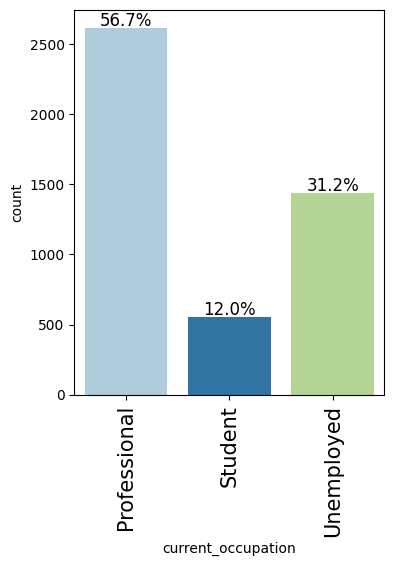 56.7%
2500
2000
1500
31.2%
count
1000
500
12.0%
0
Professional
Student
Unemployed
current_occupation